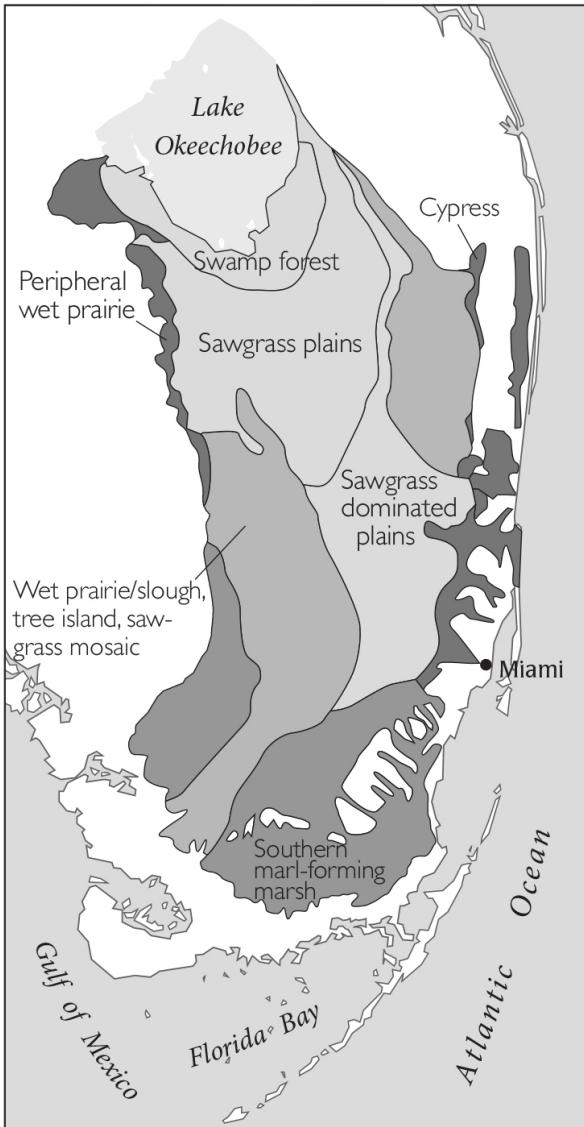 Lake
Okeechobee
Cypress
Swamp forest
Peripheral
wet prairie
Sawgrass plains
Sawgrass
dominated
plains
Wet prairie/slough,
tree island, saw-
grass mosaic
Miami
Southern
marl-forming
marsh
Gulf of Mexico
Florida Bay
Atlantic Ocean